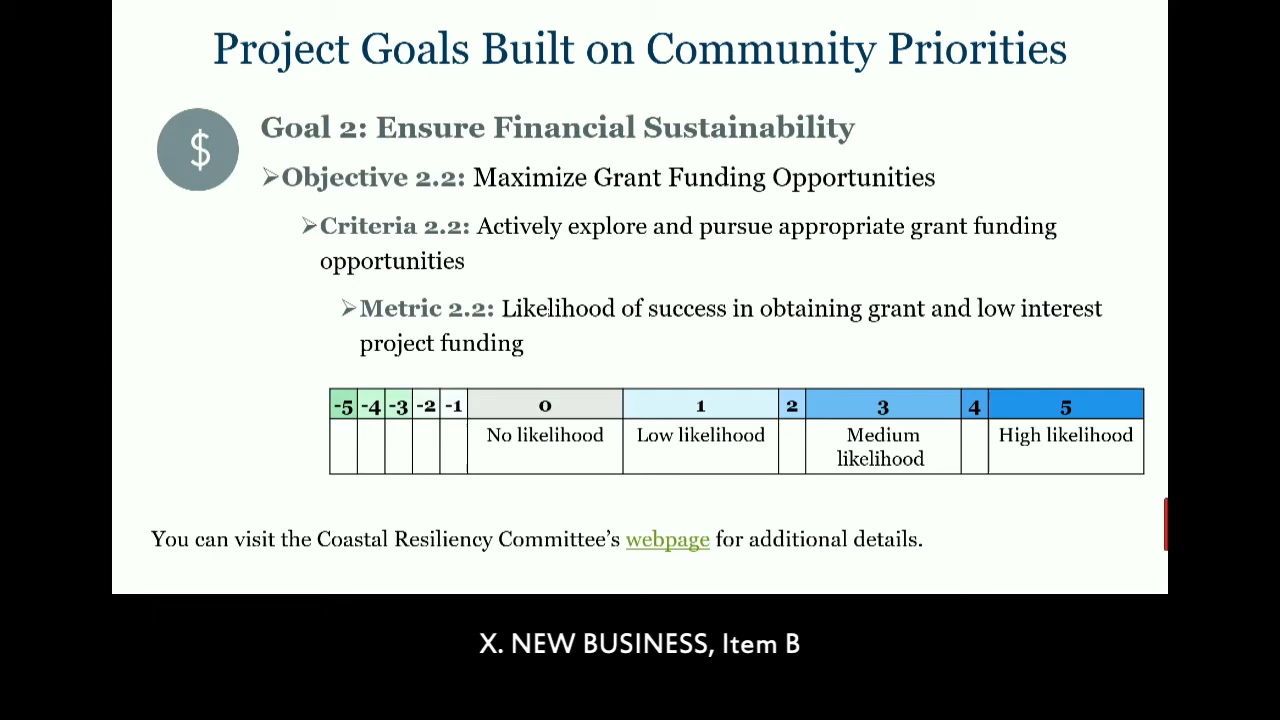 Project Goals Built on Community Priorities
$
Goal 2: Ensure Financial Sustainability
➢Objective 2.2: Maximize Grant Funding Opportunities
➢Criteria 2.2: Actively explore and pursue appropriate grant funding
opportunities
➢Metric 2.2: Likelihood of success in obtaining grant and low interest
project funding
-5 -4 -3 -2 -1 0 1 2 3 4 5
No likelihood Low likelihood Medium High likelihood
likelihood
You can visit the Coastal Resiliency Committee’s webpage for additional details.
X. NEW BUSINESS, Item B